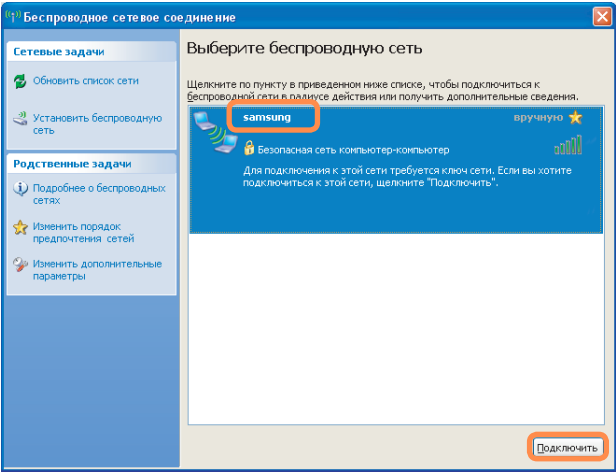 Беспроводное сетевое соединение
Сетевые задачи
Обновить список сети
Установить беспроводную
сеть
Родственные задачи
Подробнее о беспроводных
сетях
Изменить порядок
предпочтения сетей
Изменить дополнительные
параметры
Выберите беспроводную сеть
Щелкните по пункту в приведенном ниже списке, чтобы подключиться к
беспроводной сети в радиусе действия или получить дополнительные сведения.
samsung
вручную
Безопасная сеть компьютер-компьютер
Для подключения к этой сети требуется ключ сети. Если вы хотите
подключиться к этой сети, щелкните "Подключить".
Подключить